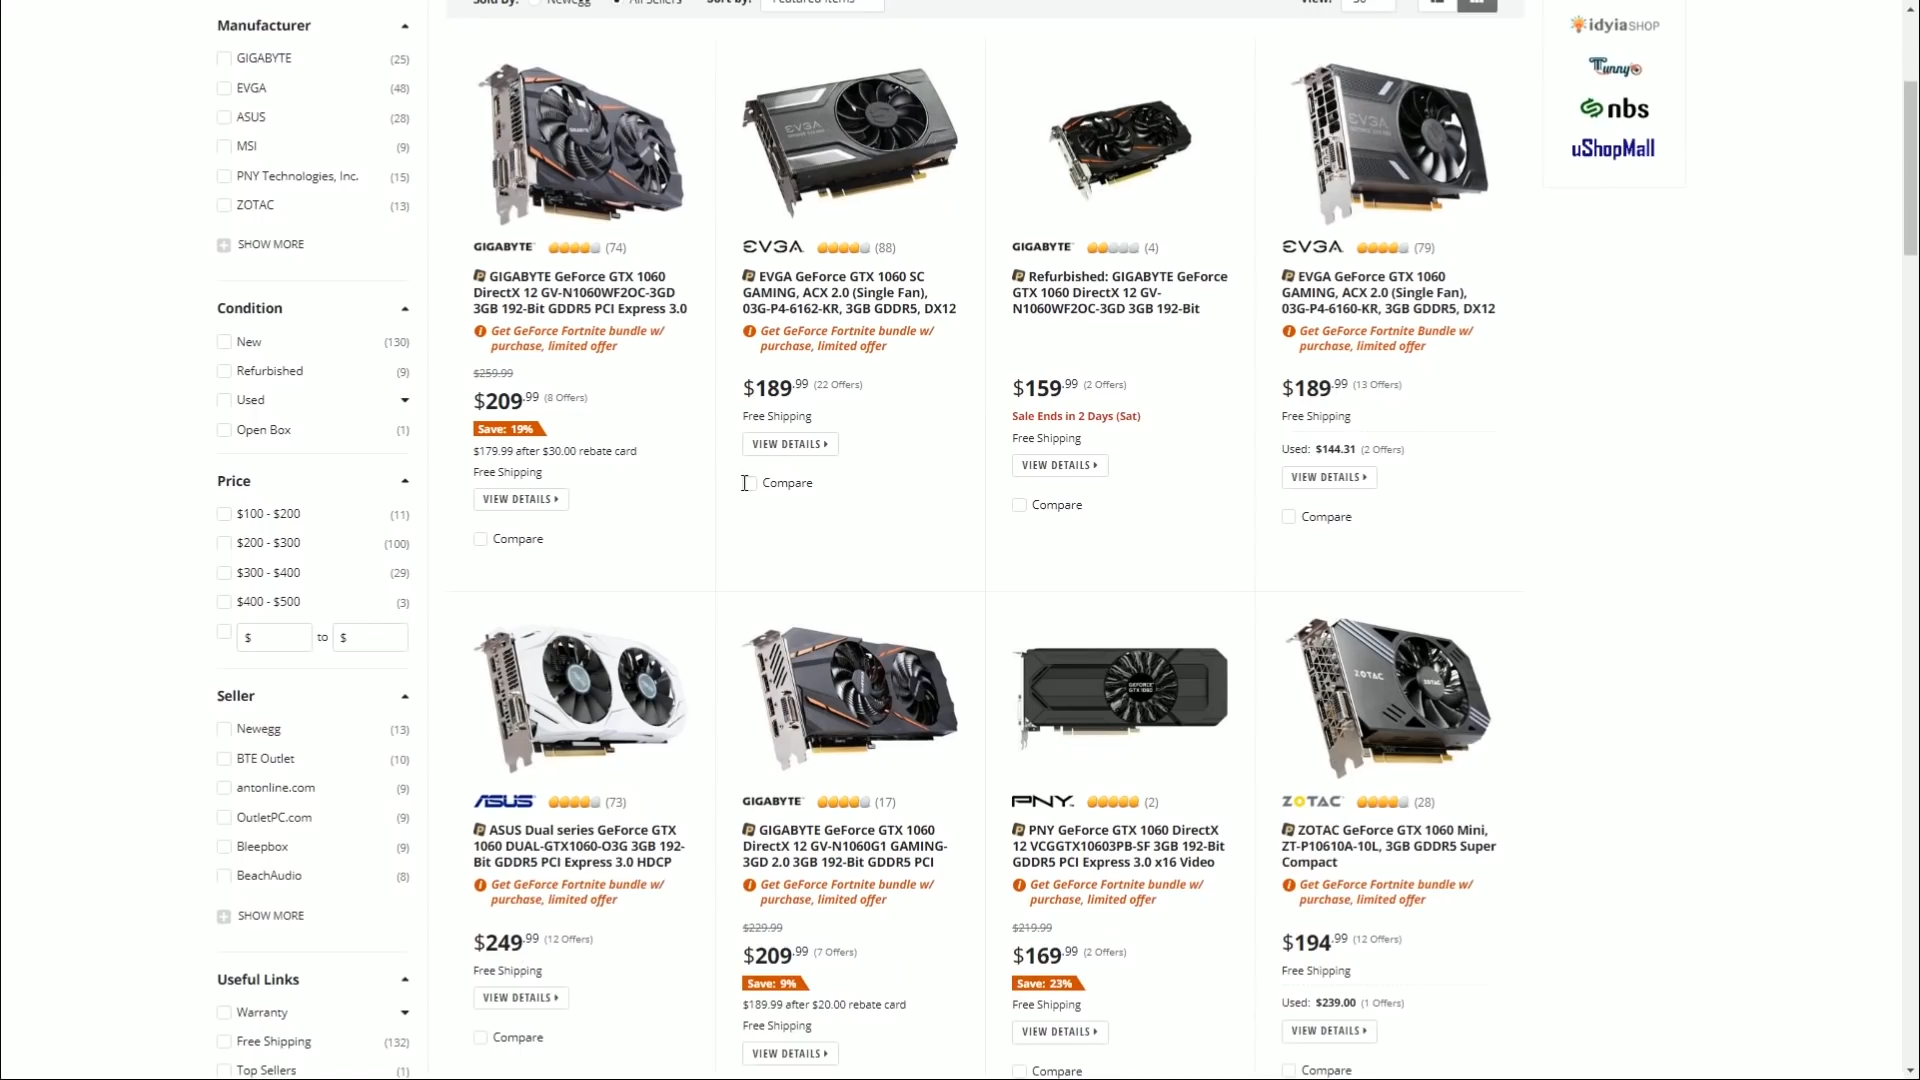 Manufacturer
GIGABYTE (25)
EVGA (48)
ASUS (28)
MSI (9)
PNY Technologies, Inc. (15)
ZOTAC (13)
SHOW MORE
Condition
New (130)
Refurbished (9)
Used
Open Box (1)
Price
$100 - $200 (11)
$200 - $300 (100)
$300 - $400 (29)
$400 - $500 (3)
$ to $
Seller
Newegg (13)
BTE Outlet (10)
antonline.com (9)
OutletPC.com (9)
Bleepbox (9)
BeachAudio (8)
SHOW MORE
Useful Links
Warranty
Free Shipping (132)
Top Sellers (1)
GIGABYTE (74)
GIGABYTE GeForce GTX 1060
DirectX 12 GV-N1060WF2OC-3GD
3GB 192-Bit GDDR5 PCI Express 3.0
Get GeForce Fortnite bundle w/
purchase, limited offer
$259.99
$209.99 (8 Offers)
Save: 19%
$179.99 after $30.00 rebate card
Free Shipping
VIEW DETAILS
Compare
EVGA
EVGA (88)
EVGA GeForce GTX 1060 SC
GAMING, ACX 2.0 (Single Fan),
03G-P4-6162-KR, 3GB GDDR5, DX12
Get GeForce Fortnite bundle w/
purchase, limited offer
$189.99 (22 Offers)
Free Shipping
VIEW DETAILS
Compare
GIGABYTE (4)
Refurbished: GIGABYTE GeForce
GTX 1060 DirectX 12 GV-
N1060WF2OC-3GD 3GB 192-Bit
$159.99 (2 Offers)
Sale Ends in 2 Days (Sat)
Free Shipping
VIEW DETAILS
Compare
EVGA
EVGA (79)
EVGA GeForce GTX 1060
GAMING, ACX 2.0 (Single Fan),
03G-P4-6160-KR, 3GB GDDR5, DX12
Get GeForce Fortnite Bundle w/
purchase, limited offer
$189.99 (13 Offers)
Free Shipping
Used: $144.31 (2 Offers)
VIEW DETAILS
Compare
ASUS (73)
ASUS Dual series GeForce GTX
1060 DUAL-GTX1060-O3G 3GB 192-
Bit GDDR5 PCI Express 3.0 HDCP
Get GeForce Fortnite bundle w/
purchase, limited offer
$249.99 (12 Offers)
Free Shipping
VIEW DETAILS
Compare
GIGABYTE (17)
GIGABYTE GeForce GTX 1060
DirectX 12 GV-N1060G1 GAMING-
3GD 2.0 3GB 192-Bit GDDR5 PCI
Get GeForce Fortnite bundle w/
purchase, limited offer
$229.99
$209.99 (7 Offers)
Save: 9%
$189.99 after $20.00 rebate card
Free Shipping
VIEW DETAILS
GEFORCE
GTX 1060
PNY (2)
PNY GeForce GTX 1060 DirectX
12 VCGGTX10603PB-SF 3GB 192-Bit
GDDR5 PCI Express 3.0 x16 Video
Get GeForce Fortnite bundle w/
purchase, limited offer
$219.99
$169.99 (2 Offers)
Save: 23%
Free Shipping
VIEW DETAILS
Compare
ZOTAC
ZOTAC
ZOTAC (28)
ZOTAC GeForce GTX 1060 Mini,
ZT-P10610A-10L, 3GB GDDR5 Super
Compact
Get GeForce Fortnite bundle w/
purchase, limited offer
$194.99 (12 Offers)
Free Shipping
Used: $239.00 (1 Offers)
VIEW DETAILS
Compare
idyiaSHOP
Tunny
nbs
uShopMall